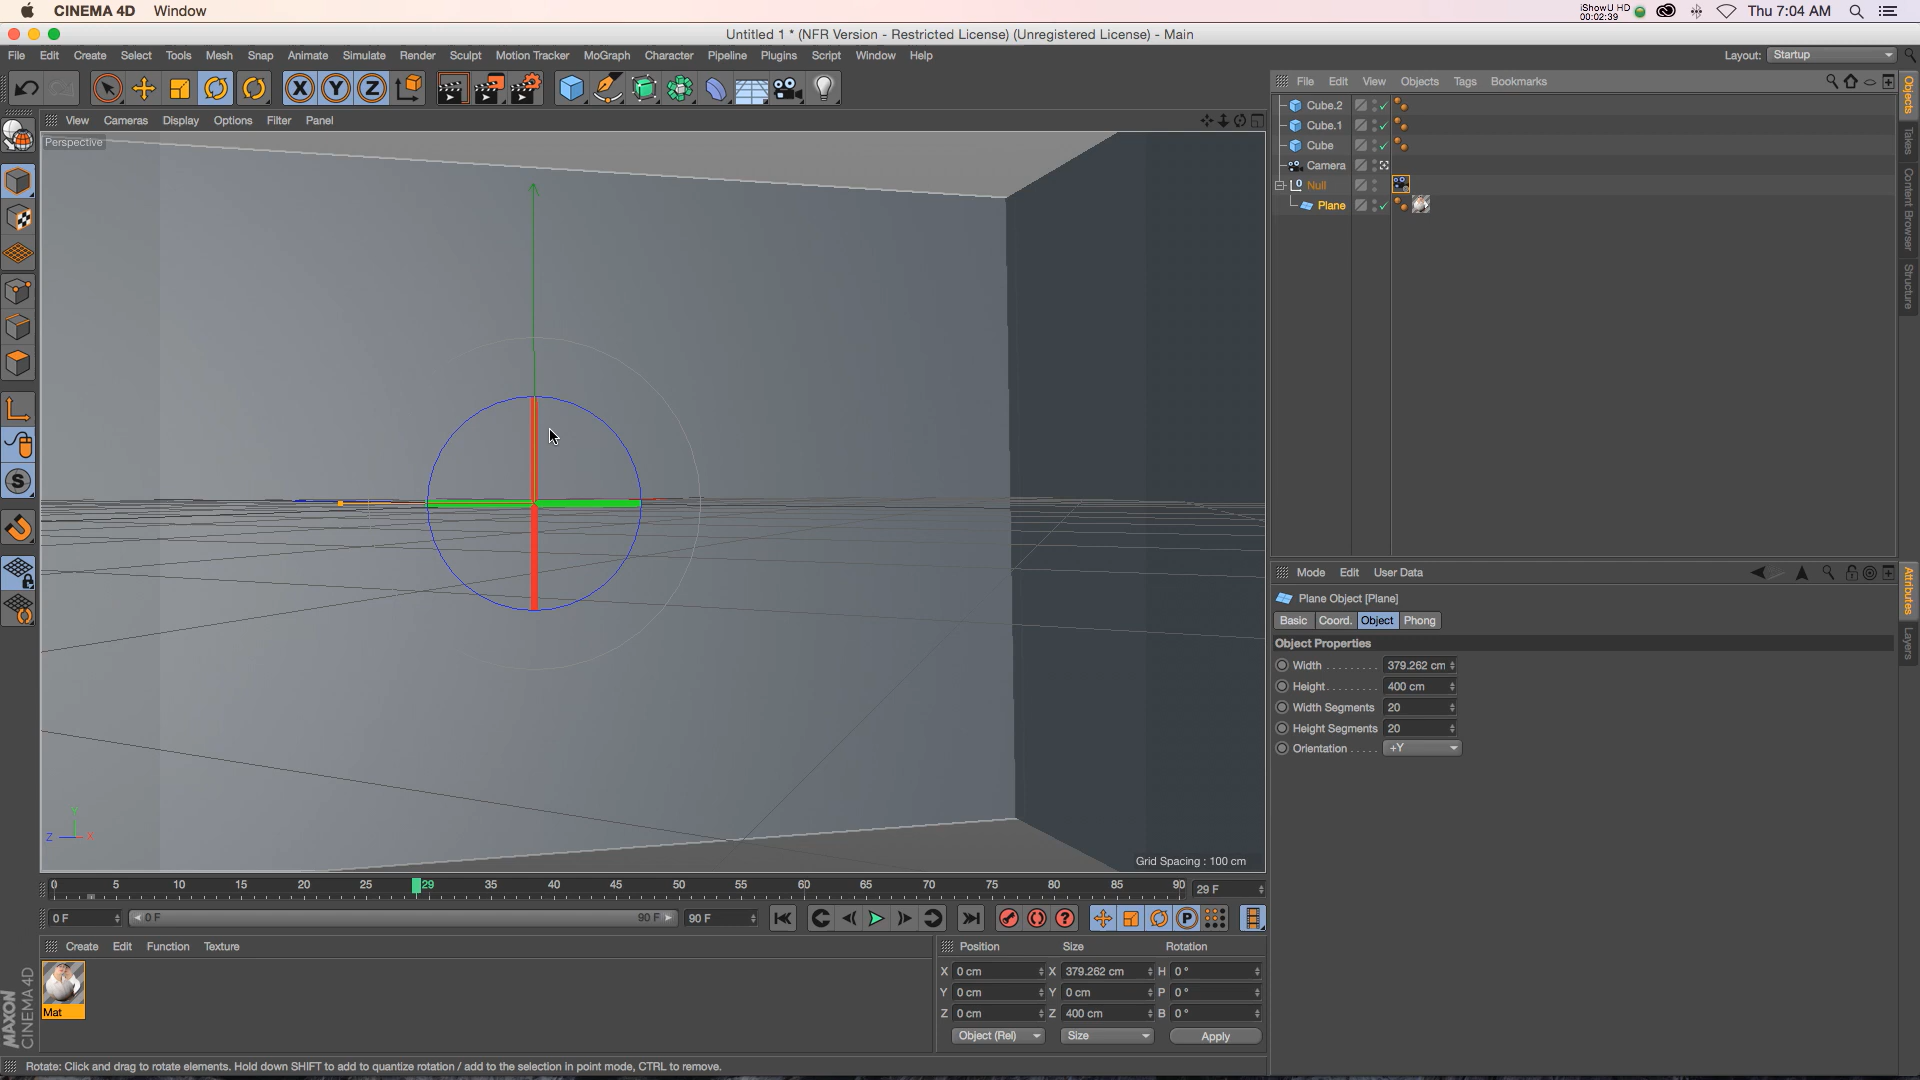 CINEMA 4D Window
iShowU HD
00:02:39
Thu 7:04 AM
Untitled 1 * (NFR Version - Restricted License) (Unregistered License) - Main
File Edit Create Select Tools Mesh Snap Animate Simulate Render Sculpt Motion Tracker MoGraph Character Pipeline Plugins Script Window Help
Layout: Startup
X Y Z
File Edit View Objects Tags Bookmarks
Objects
Takes
Content Browser
Structure
View Cameras Display Options Filter Panel
Perspective
Cube.2
Cube.1
Cube
Camera
Null
Plane
Y
Z X
Grid Spacing : 100 cm
Mode Edit User Data
Attributes
Layers
Plane Object [Plane]
Basic Coord. Object Phong
Object Properties
Width 379.262 cm
Height 400 cm
Width Segments 20
Height Segments 20
Orientation +Y
0 5 10 15 20 25 29 35 40 45 50 55 60 65 70 75 80 85 90 29 F
0 F 0 F 90 F 90 F
Create Edit Function Texture
Mat
MAXON
CINEMA 4D
Position Size Rotation
X 0 cm X 379.262 cm H 0 °
Y 0 cm Y 0 cm P 0 °
Z 0 cm Z 400 cm B 0 °
Object (Rel) Size Apply
Rotate: Click and drag to rotate elements. Hold down SHIFT to add to quantize rotation / add to the selection in point mode, CTRL to remove.